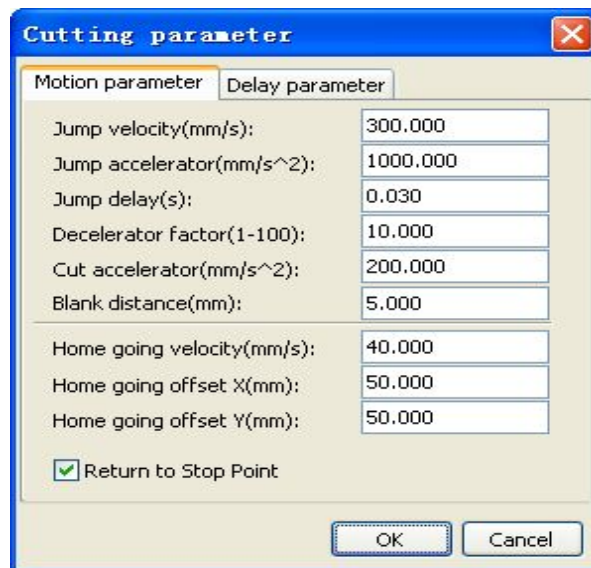 Cutting parameter
Motion parameter Delay parameter
Jump velocity(mm/s): 300.000
Jump accelerator(mm/s^2): 1000.000
Jump delay(s): 0.030
Decelerator factor(1-100): 10.000
Cut accelerator(mm/s^2): 200.000
Blank distance(mm): 5.000
Home going velocity(mm/s): 40.000
Home going offset X(mm): 50.000
Home going offset Y(mm): 50.000
Return to Stop Point
OK Cancel